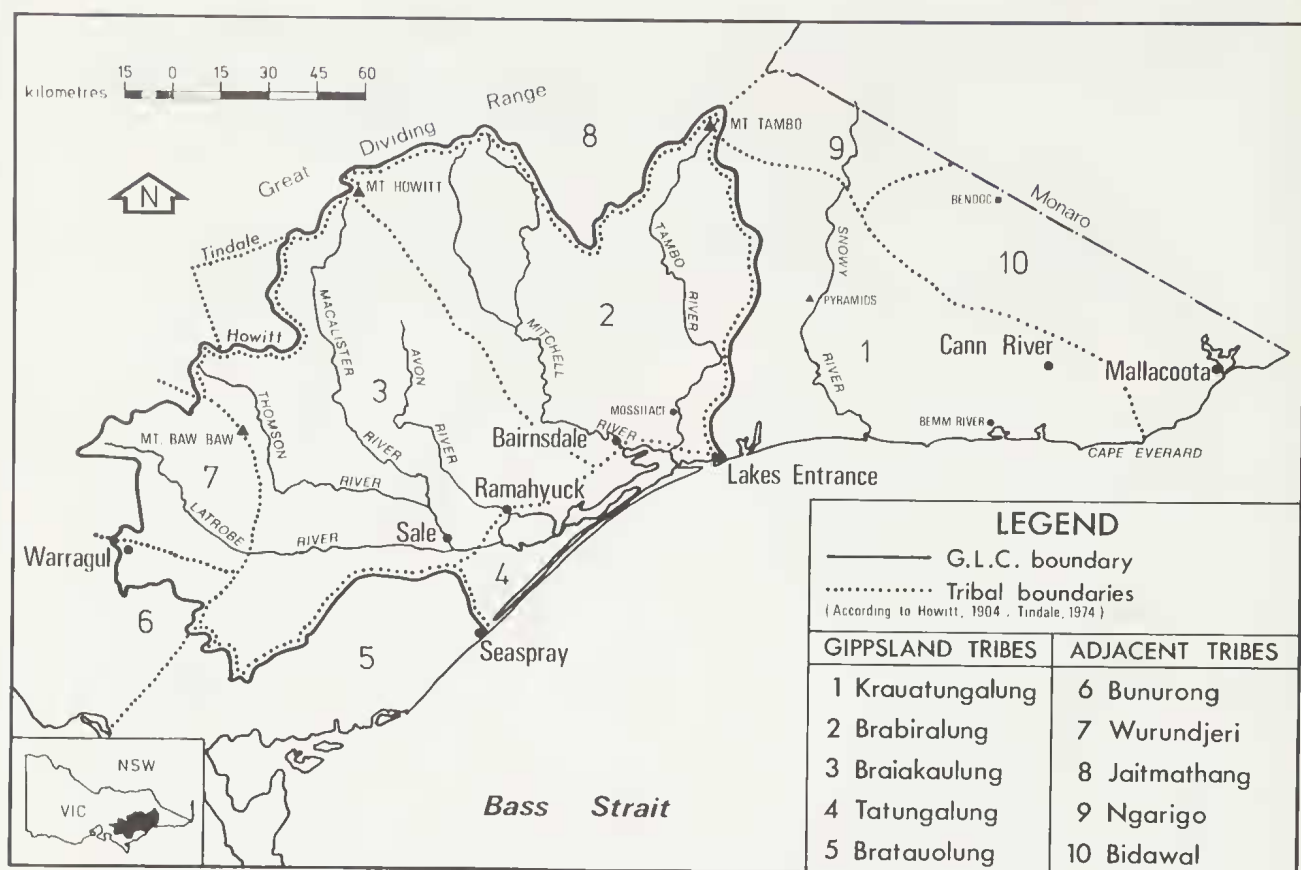 15 0 15 30 45 60
kilometres
Great Dividing Range
8
MT TAMBO
9
N
MT HOWITT
BENDOC
Monaro
Tindale
TAMBO RIVER
SNOWY RIVER
10
PYRAMIDS
2
MACALISTER RIVER
MITCHELL RIVER
Howitt
AVON RIVER
1
Cann River
Mallacoota
3
THOMSON RIVER
MOSSIFACT
BEMM RIVER
MT. BAW BAW
Bairnsdale
CAPE EVERARD
7
Lakes Entrance
Ramahyuck
LATROBE RIVER
Sale
Warragul
4
6
5
Seaspray
Bass Strait
NSW
VIC
LEGEND
G.L.C. boundary
Tribal boundaries
(According to Howitt, 1904 . Tindale, 1974)
GIPPSLAND TRIBES ADJACENT TRIBES
1 Krauatungalung 6 Bunurong
2 Brabiralung 7 Wurundjeri
3 Braiakaulung 8 Jaitmathang
4 Tatungalung 9 Ngarigo
5 Bratauolung 10 Bidawal